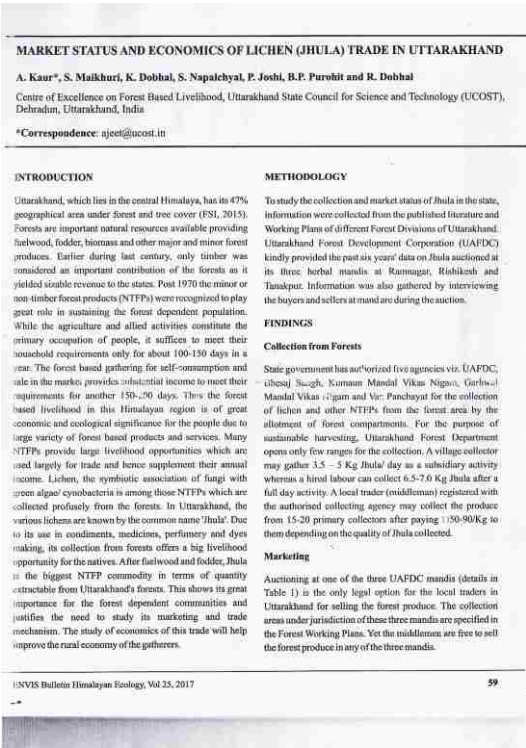 MARKET STATUS AND ECONOMICS OF LICHEN (JHULA) TRADE IN UTTARAKHAND
A. Kaur*, S. Maikhuri, K. Dobhal, S. Napalchyal, P. Joshi, B.P. Purohit and R. Dobhal
Centre of Excellence on Forest Based Livelihood, Uttarakhand State Council for Science and Technology (UCOST),
Dehradun, Uttarakhand, India
*Correspondence: ajeet@ucost.in
INTRODUCTION
Uttarakhand, which lies in the central Himalaya, has its 47%
geographical area under forest and tree cover (FSI, 2015).
Forests are important natural resources available providing
fuelwood, fodder, biomass and other major and minor forest
produces. Earlier during last century, only timber was
considered an important contribution of the forests as it
yielded sizable revenue to the states. Post 1970 the minor or
non-timber forest products (NTFPs) were recognized to play
great role in sustaining the forest dependent population.
While the agriculture and allied activities constitute the
primary occupation of people, it suffices to meet their
household requirements only for about 100-150 days in a
year. The forest based gathering for self-consumption and
sale in the market provides substantial income to meet their
requirements for another days. Thus the forest
based livelihood in this Himalayan region is of great
economic and ecological significance for the people due to
large variety of forest based products and services. Many
NTFPs provide large livelihood opportunities which are
used largely for trade and hence supplement their annual
income. Lichen, the symbiotic association of fungi with
green algae/ cynobacteria is among those NTFPs which are
collected profusely from the forests. In Uttarakhand, the
various lichens are known by the common name 'Jhula'. Due
to its use in condiments, medicines, perfumery and dyes
making, its collection from forests offers a big livelihood
opportunity for the natives. After fuelwood and fodder, Jhula
is the biggest NTFP commodity in terms of quantity
extractable from Uttarakhand's forests. This shows its great
importance for the forest dependent communities and
justifies the need to study its marketing and trade
mechanism. The study of economics of this trade will help
improve the rural economy of the gatherers.
METHODOLOGY
To study the collection and market status of Jhula in the state,
information were collected from the published literature and
Working Plans of different Forest Divisions of Uttarakhand.
Uttarakhand Forest Development Corporation (UAFDC)
kindly provided the past six years' data on Jhula auctioned at
its three herbal mandis at Ramnagar, Rishikesh and
Tanakpur. Information was also gathered by interviewing
the buyers and sellers at mand are during the auction.
FINDINGS
Collection from Forests
State government has authorized five agencies viz. UAFDC,
Kumaun Mandal Vikas Nigam, Garhwal
Mandal Vikas Nigam and Van Panchayat for the collection
of lichen and other NTFPs from the forest area by the
allotment of forest compartments. For the purpose of
sustainable harvesting, Uttarakhand Forest Department
opens only few ranges for the collection. A village collector
may gather 3.5 – 5 Kg Jhula/ day as a subsidiary activity
whereas a hired labour can collect 6.5-7.0 Kg Jhula after a
full day activity. A local trader (middleman) registered with
the authorised collecting agency may collect the produce
from 15-20 primary collectors after paying to
them depending on the quality of Jhula collected.
Marketing
Auctioning at one of the three UAFDC mandis (details in
Table 1) is the only legal option for the local traders in
Uttarakhand for selling the forest produce. The collection
areas under jurisdiction of these three mandis are specified in
the Forest Working Plans. Yet the middlemen are free to sell
the forest produce in any of the three mandis.
ENVIS Bulletin Himalayan Ecology, Vol 25, 2017
59